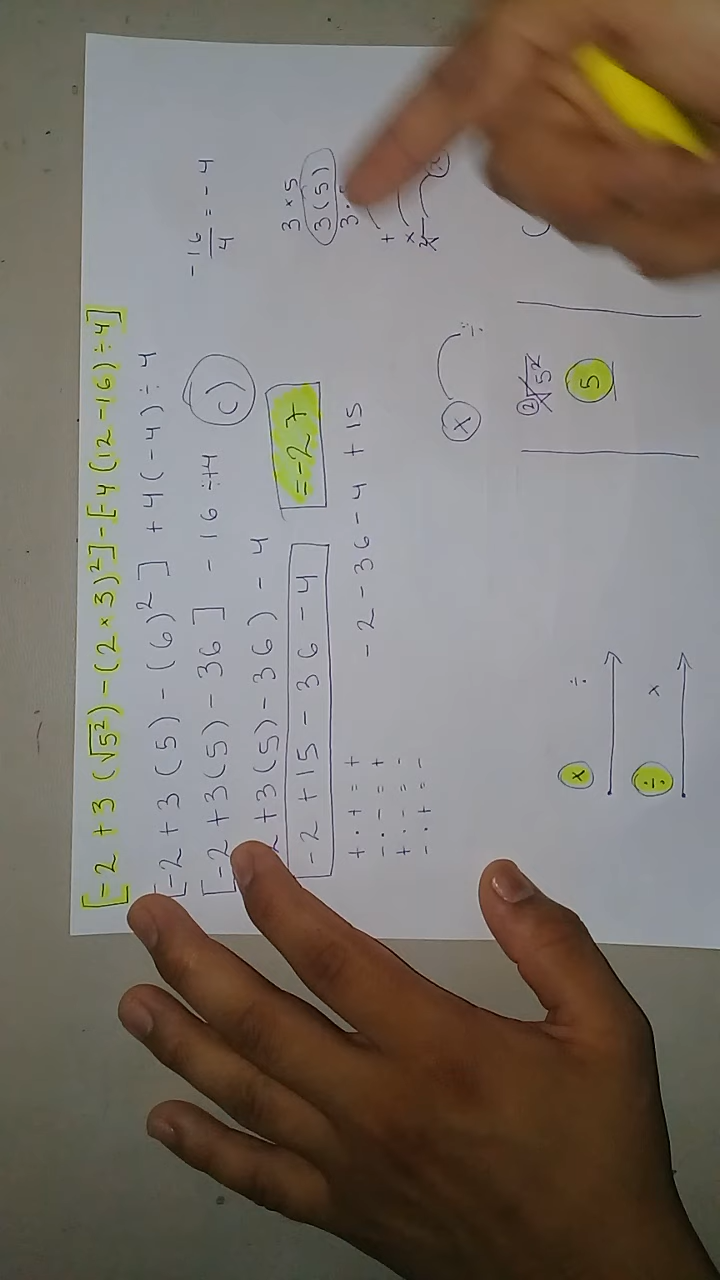 [-2 + 3 (√5²) - (2 × 3)²] - [-4 (12 - 16) ÷ 4]
[-2 + 3 (5) - (6)²] + 4 (-4) ÷ 4
[-2 + 3 (5) - 36] - 16 ÷ 4
+ 3 (5) - 36) - 4
-2 + 15 - 36 - 4
= -27
c)
-16/4 = -4
+ · + = +
- · - = +
+ · - = -
- · + = -
-2 - 36 - 4 + 15
3 × 5
3 (5)
+
×
x
÷
5²
5
x ÷
÷ x